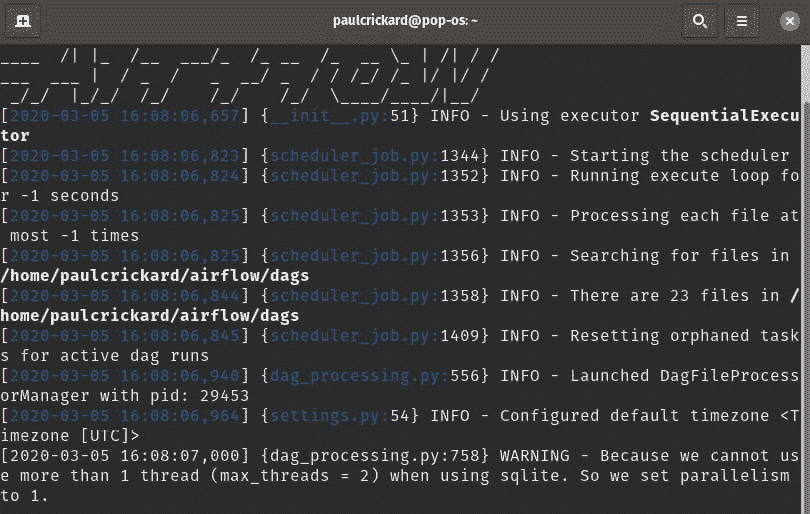 paulcrickard@pop-os: ~
____  /| |_  /__  ___/_  /_ __  /_  __ \_ | /| / /
___  ___ |  / _  /   _  __/ _  / / /_/ /_ |/ |/ /
 _/_/  |_/_/  /_/    /_/    /_/  \____/____/|__/
[2020-03-05 16:08:06,657] {__init__.py:51} INFO - Using executor SequentialExecu
tor
[2020-03-05 16:08:06,823] {scheduler_job.py:1344} INFO - Starting the scheduler
[2020-03-05 16:08:06,824] {scheduler_job.py:1352} INFO - Running execute loop fo
r -1 seconds
[2020-03-05 16:08:06,825] {scheduler_job.py:1353} INFO - Processing each file at
 most -1 times
[2020-03-05 16:08:06,825] {scheduler_job.py:1356} INFO - Searching for files in
/home/paulcrickard/airflow/dags
[2020-03-05 16:08:06,844] {scheduler_job.py:1358} INFO - There are 23 files in /
home/paulcrickard/airflow/dags
[2020-03-05 16:08:06,845] {scheduler_job.py:1409} INFO - Resetting orphaned task
s for active dag runs
[2020-03-05 16:08:06,940] {dag_processing.py:556} INFO - Launched DagFileProcess
orManager with pid: 29453
[2020-03-05 16:08:06,964] {settings.py:54} INFO - Configured default timezone <T
imezone [UTC]>
[2020-03-05 16:08:07,000] {dag_processing.py:758} WARNING - Because we cannot us
e more than 1 thread (max_threads = 2) when using sqlite. So we set parallelism
to 1.